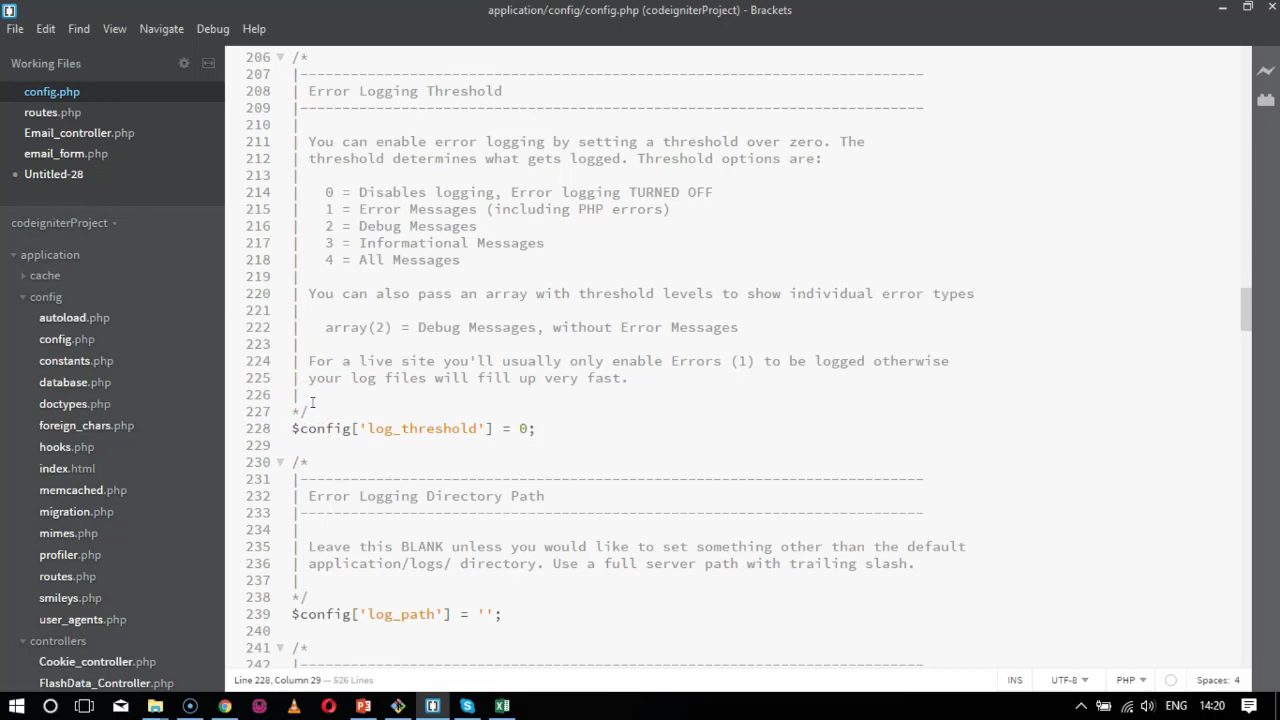 application/config/config.php (codeigniterProject) - Brackets
File Edit Find View Navigate Debug Help
Working Files
config.php
routes.php
Email_controller.php
email_form.php
• Untitled-28
codeigniterProject
application
cache
config
autoload.php
config.php
constants.php
database.php
doctypes.php
foreign_chars.php
hooks.php
index.html
memcached.php
migration.php
mimes.php
profiler.php
routes.php
smileys.php
user_agents.php
controllers
Cookie_controller.php
FlashData_Controller.php
206 /*
207 |--------------------------------------------------------------------------
208 | Error Logging Threshold
209 |--------------------------------------------------------------------------
210 |
211 | You can enable error logging by setting a threshold over zero. The
212 | threshold determines what gets logged. Threshold options are:
213 |
214 | 0 = Disables logging, Error logging TURNED OFF
215 | 1 = Error Messages (including PHP errors)
216 | 2 = Debug Messages
217 | 3 = Informational Messages
218 | 4 = All Messages
219 |
220 | You can also pass an array with threshold levels to show individual error types
221 |
222 | array(2) = Debug Messages, without Error Messages
223 |
224 | For a live site you'll usually only enable Errors (1) to be logged otherwise
225 | your log files will fill up very fast.
226 |
227 */
228 $config['log_threshold'] = 0;
229
230 /*
231 |--------------------------------------------------------------------------
232 | Error Logging Directory Path
233 |--------------------------------------------------------------------------
234 |
235 | Leave this BLANK unless you would like to set something other than the default
236 | application/logs/ directory. Use a full server path with trailing slash.
237 |
238 */
239 $config['log_path'] = '';
240
241 /*
242 |--------------------------------------------------------------------------
Line 228, Column 29 — 526 Lines
INS UTF-8 PHP Spaces: 4
ENG 14:20